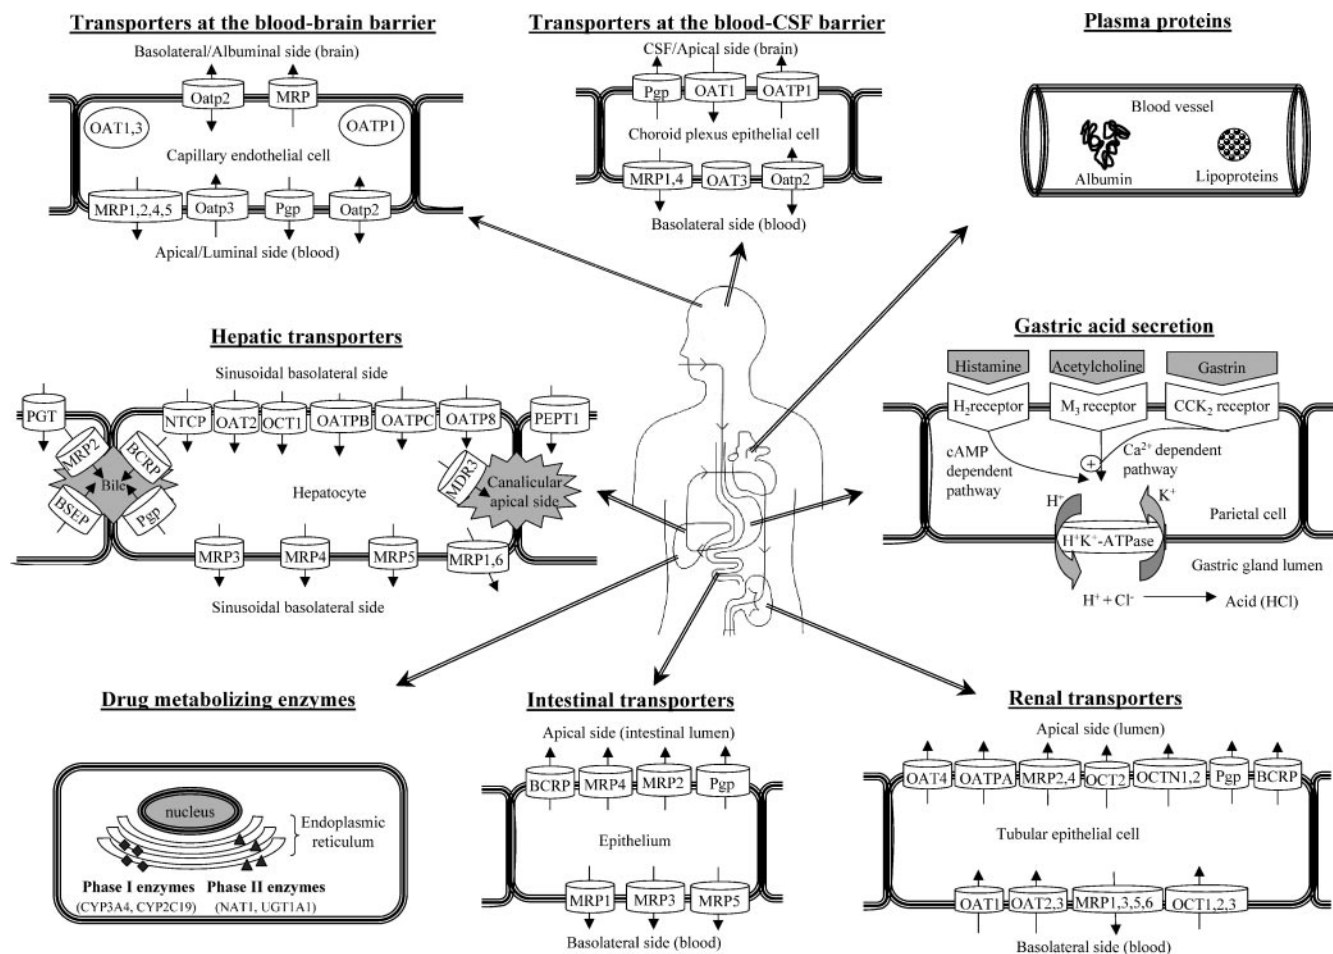 Transporters at the blood-brain barrier
Basolateral/Albuminal side (brain)
Oatp2
MRP
OAT1,3
OATP1
Capillary endothelial cell
MRP1,2,4,5
Oatp3
Pgp
Oatp2
Apical/Luminal side (blood)
Transporters at the blood-CSF barrier
CSF/Apical side (brain)
Pgp
OAT1
OATP1
Choroid plexus epithelial cell
MRP1,4
OAT3
Oatp2
Basolateral side (blood)
Plasma proteins
Blood vessel
Albumin
Lipoproteins
Hepatic transporters
Sinusoidal basolateral side
PGT
NTCP
OAT2
OCT1
OATPB
OATPC
OATP8
PEPT1
MRP2
BCRP
Bile
BSEP
Pgp
Hepatocyte
MDR3
Canalicular
apical side
MRP3
MRP4
MRP5
MRP1,6
Sinusoidal basolateral side
Gastric acid secretion
Histamine
Acetylcholine
Gastrin
H₂receptor
M₃ receptor
CCK₂ receptor
cAMP
dependent
pathway
+
Ca²⁺ dependent
pathway
H⁺
K⁺
Parietal cell
H⁺K⁺-ATPase
Gastric gland lumen
H⁺ + Cl⁻
Acid (HCl)
Drug metabolizing enzymes
nucleus
Endoplasmic
reticulum
Phase I enzymes
(CYP3A4, CYP2C19)
Phase II enzymes
(NAT1, UGT1A1)
Intestinal transporters
Apical side (intestinal lumen)
BCRP
MRP4
MRP2
Pgp
Epithelium
MRP1
MRP3
MRP5
Basolateral side (blood)
Renal transporters
Apical side (lumen)
OAT4
OATPA
MRP2,4
OCT2
OCTN1,2
Pgp
BCRP
Tubular epithelial cell
OAT1
OAT2,3
MRP1,3,5,6
OCT1,2,3
Basolateral side (blood)